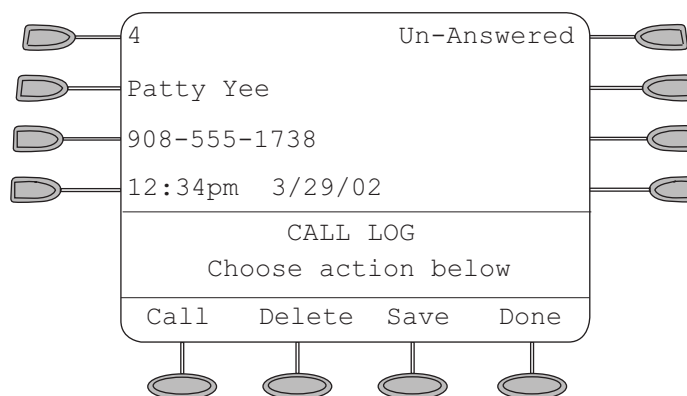 4 Un-Answered
Patty Yee
908-555-1738
12:34pm 3/29/02
CALL LOG
Choose action below
Call Delete Save Done